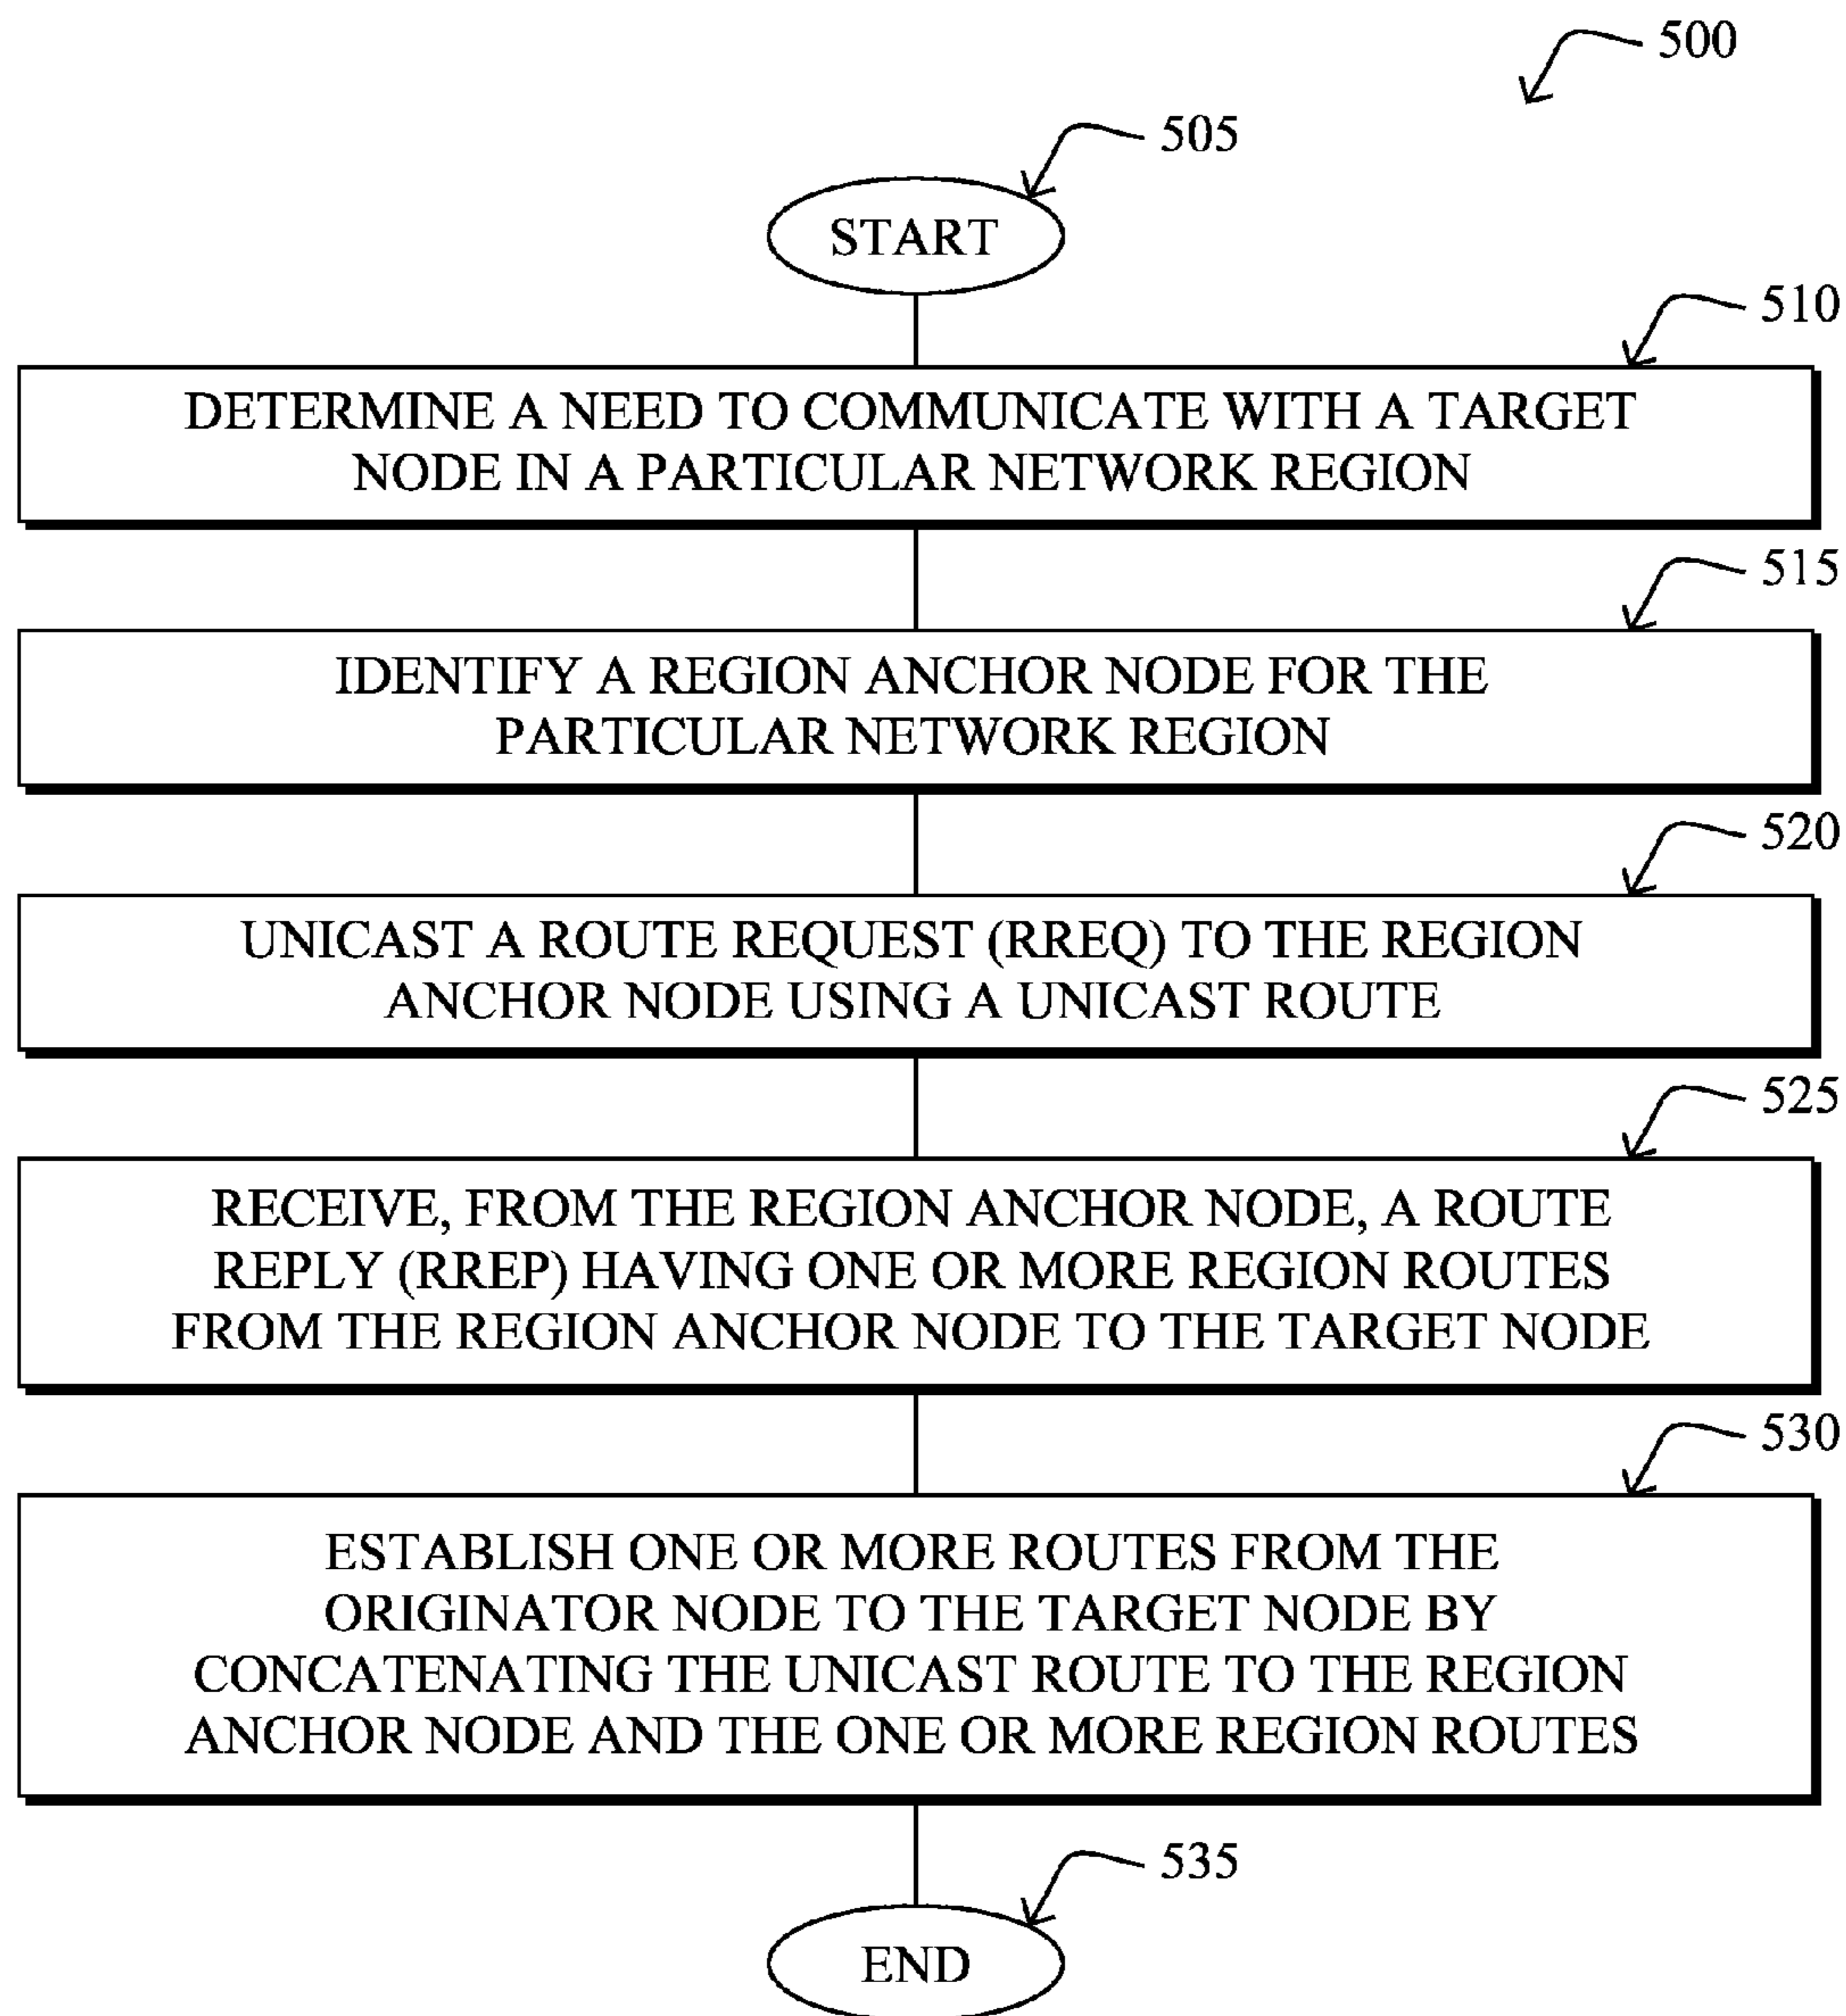 500
505
START
510
DETERMINE A NEED TO COMMUNICATE WITH A TARGET
NODE IN A PARTICULAR NETWORK REGION
515
IDENTIFY A REGION ANCHOR NODE FOR THE
PARTICULAR NETWORK REGION
520
UNICAST A ROUTE REQUEST (RREQ) TO THE REGION
ANCHOR NODE USING A UNICAST ROUTE
525
RECEIVE, FROM THE REGION ANCHOR NODE, A ROUTE
REPLY (RREP) HAVING ONE OR MORE REGION ROUTES
FROM THE REGION ANCHOR NODE TO THE TARGET NODE
530
ESTABLISH ONE OR MORE ROUTES FROM THE
ORIGINATOR NODE TO THE TARGET NODE BY
CONCATENATING THE UNICAST ROUTE TO THE REGION
ANCHOR NODE AND THE ONE OR MORE REGION ROUTES
535
END